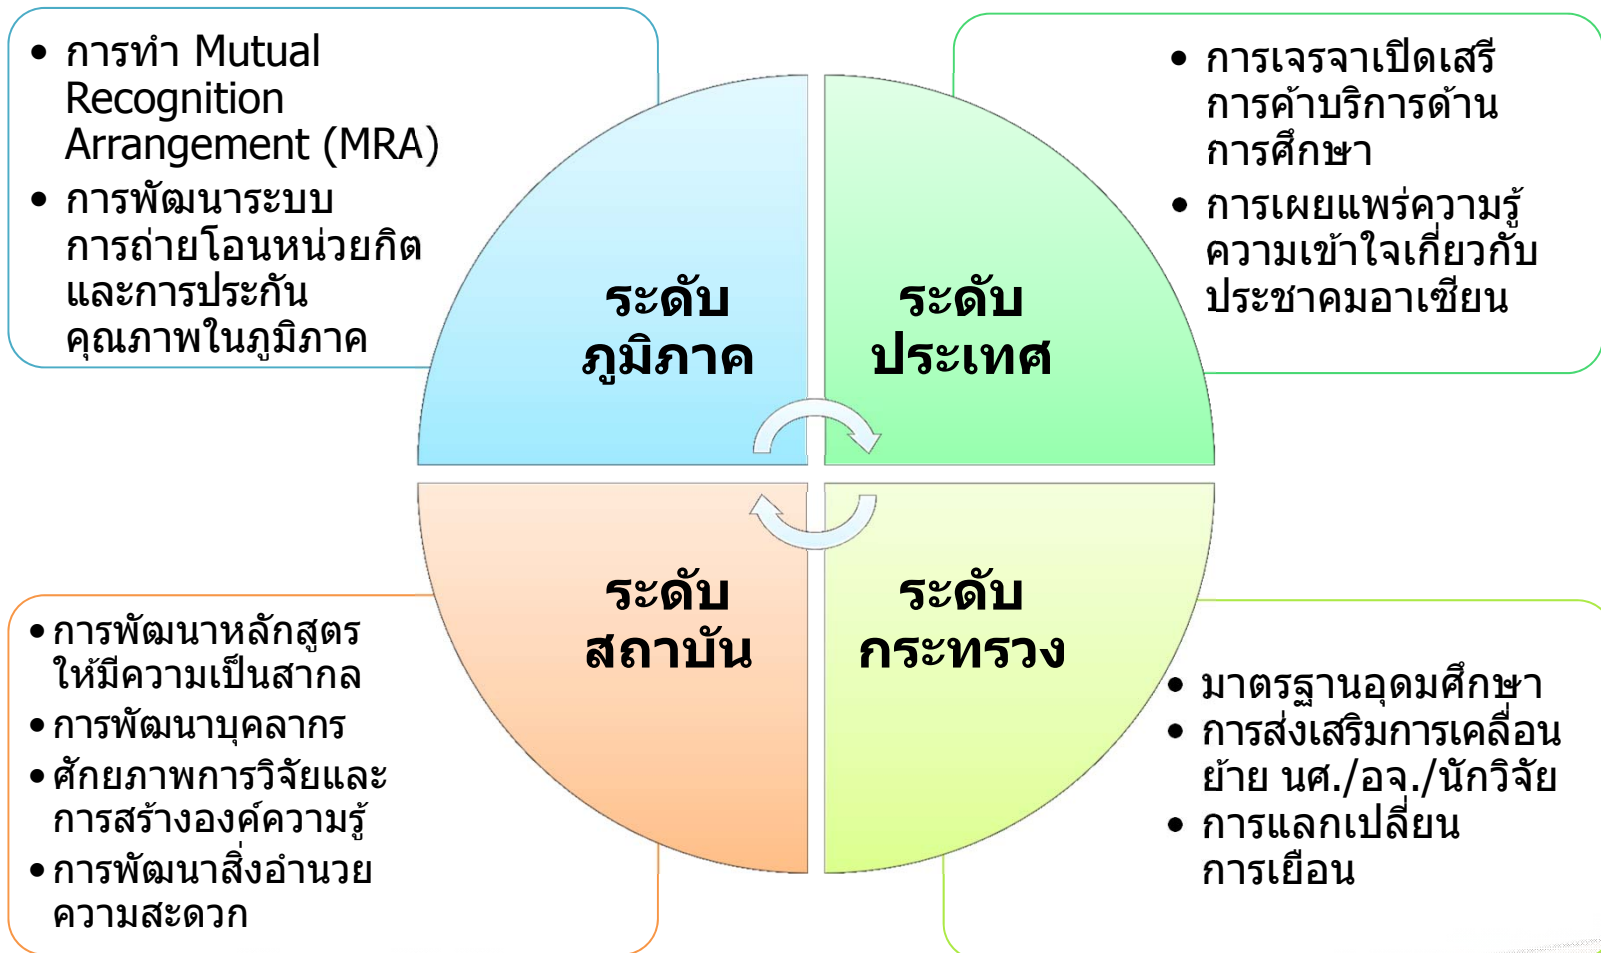 • การทำ Mutual
Recognition
Arrangement (MRA)
• การพัฒนาระบบ
การถ่ายโอนหน่วยกิต
และการประกัน
คุณภาพในภูมิภาค
• การเจรจาเปิดเสรี
การค้าบริการด้าน
การศึกษา
• การเผยแพร่ความรู้
ความเข้าใจเกี่ยวกับ
ประชาคมอาเซียน
ระดับ
ภูมิภาค
ระดับ
ประเทศ
ระดับ
สถาบัน
ระดับ
กระทรวง
• การพัฒนาหลักสูตร
ให้มีความเป็นสากล
• การพัฒนาบุคลากร
• ศักยภาพการวิจัยและ
การสร้างองค์ความรู้
• การพัฒนาสิ่งอำนวย
ความสะดวก
• มาตรฐานอุดมศึกษา
• การส่งเสริมการเคลื่อน
ย้าย นศ./อจ./นักวิจัย
• การแลกเปลี่ยน
การเยือน